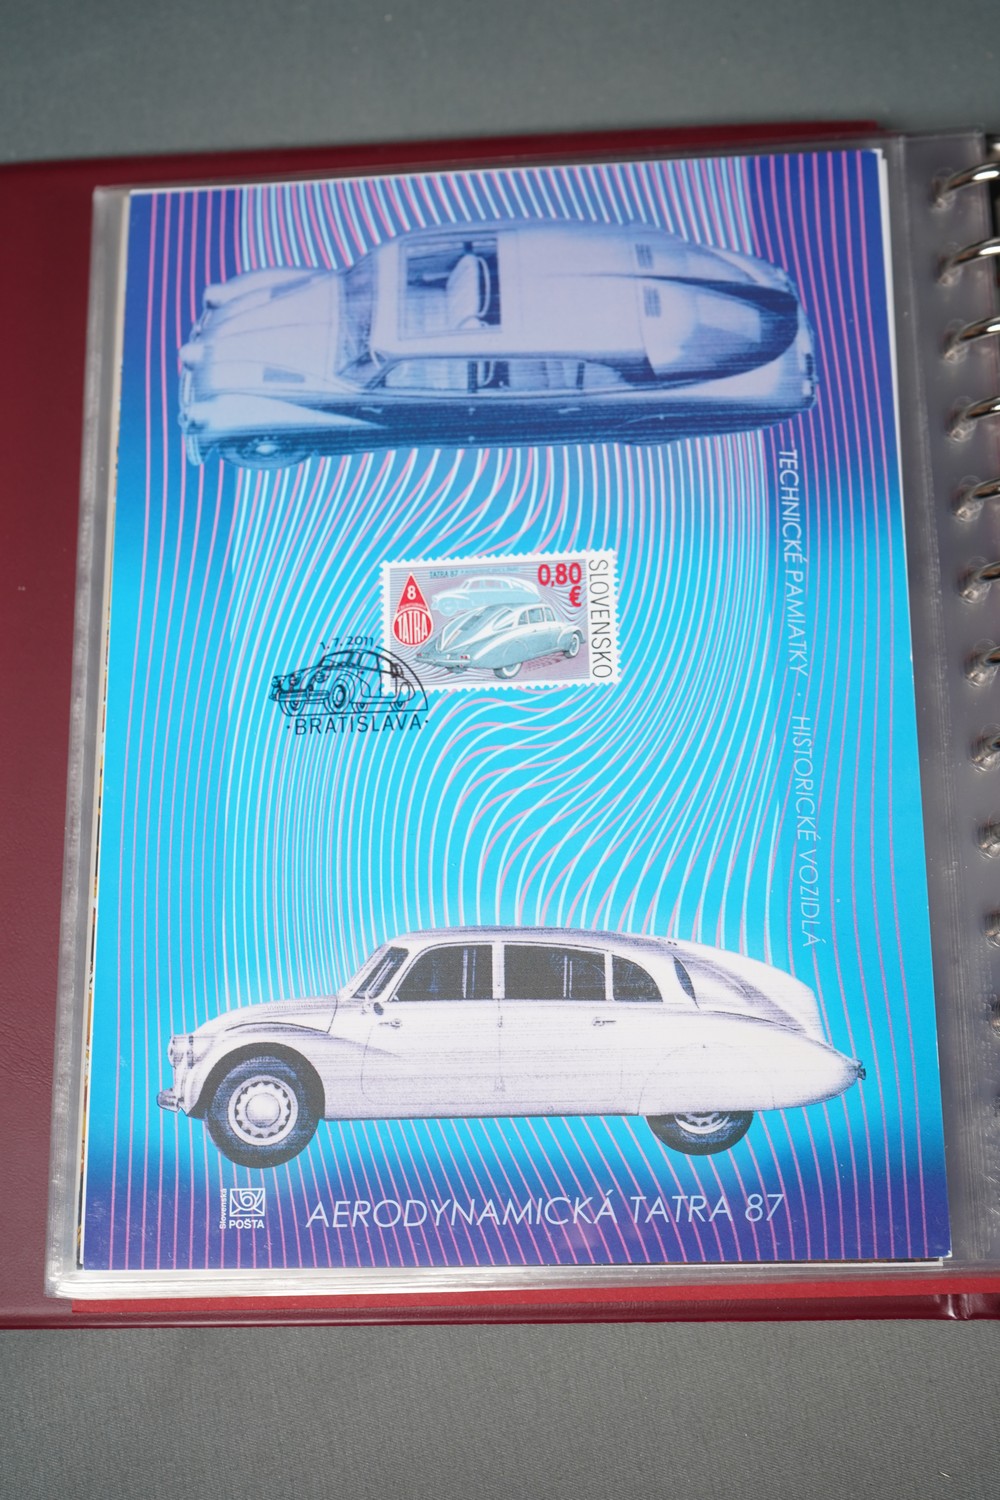 TECHNICKÉ PAMIATKY · HISTORICKÉ VOZIDLÁ
TATRA 87
0,80
€
SLOVENSKO
8
TATRA
1.7.2011
·BRATISLAVA·
Slovenská
POŠTA
AERODYNAMICKÁ TATRA 87